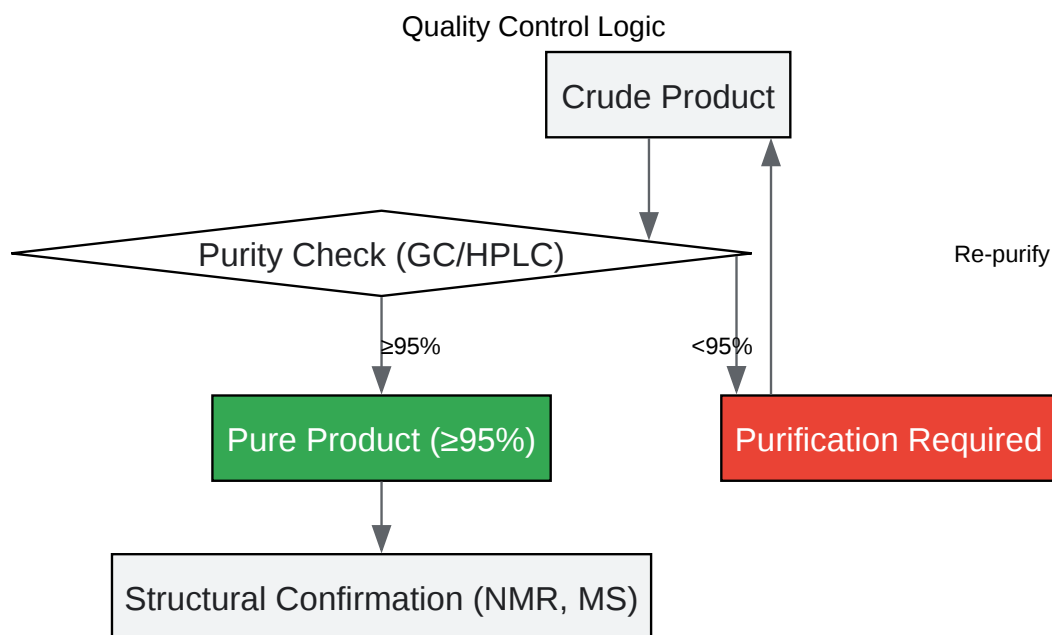 Quality Control Logic
Crude Product
Purity Check (GC/HPLC)
Re-purify
≥95%
<95%
Pure Product (≥95%)
Purification Required
Structural Confirmation (NMR, MS)